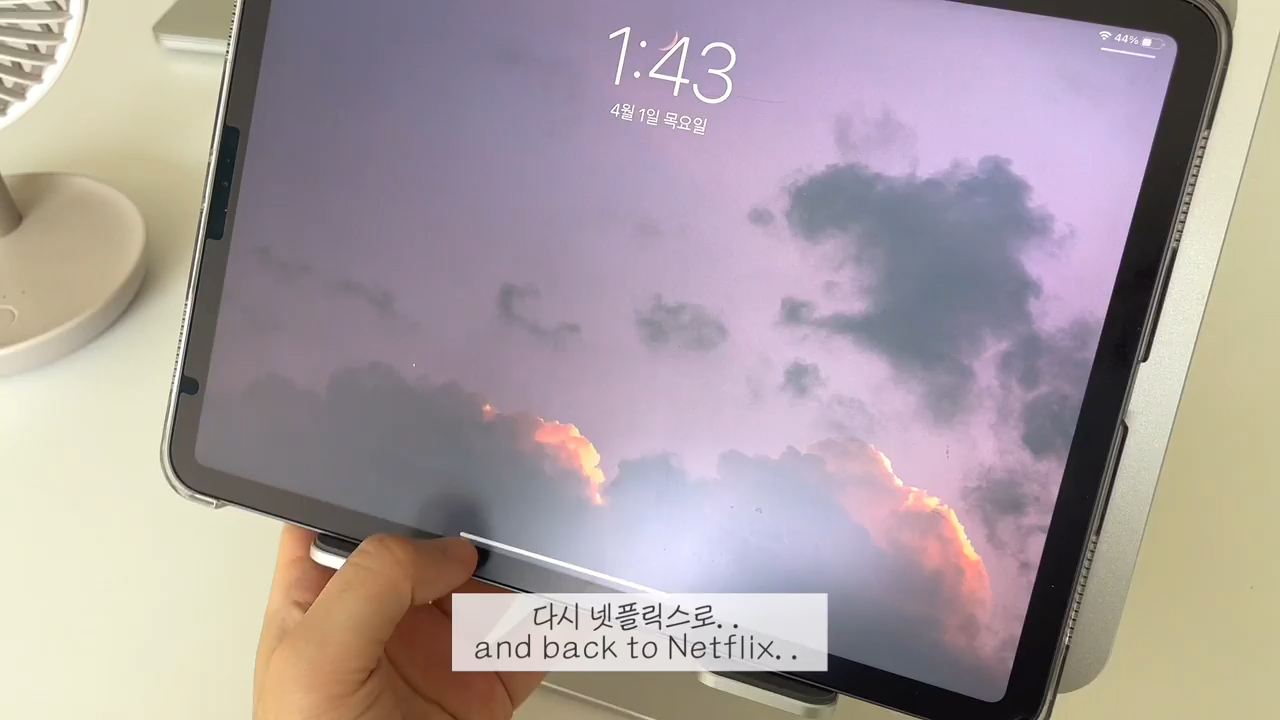 1:43
44%
4월 1일 목요일
다시 넷플릭스로. .
and back to Netflix. .